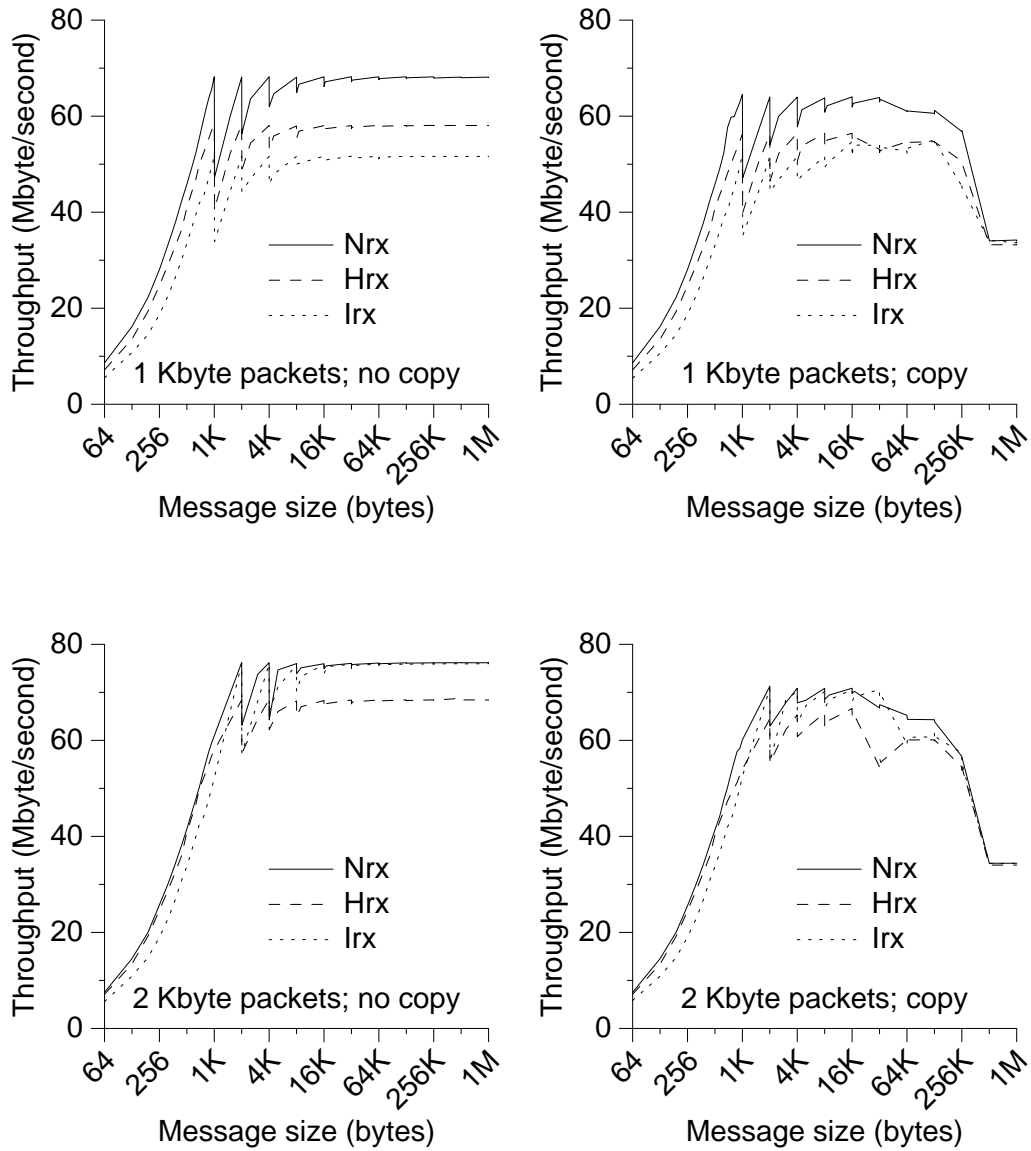 80
60
40
20
0
Throughput (Mbyte/second)
Nrx
Hrx
Irx
1 Kbyte packets; no copy
64
256
1K
4K
16K
64K
256K
1M
Message size (bytes)
80
60
40
20
0
Throughput (Mbyte/second)
Nrx
Hrx
Irx
1 Kbyte packets; copy
64
256
1K
4K
16K
64K
256K
1M
Message size (bytes)
80
60
40
20
0
Throughput (Mbyte/second)
Nrx
Hrx
Irx
2 Kbyte packets; no copy
64
256
1K
4K
16K
64K
256K
1M
Message size (bytes)
80
60
40
20
0
Throughput (Mbyte/second)
Nrx
Hrx
Irx
2 Kbyte packets; copy
64
256
1K
4K
16K
64K
256K
1M
Message size (bytes)